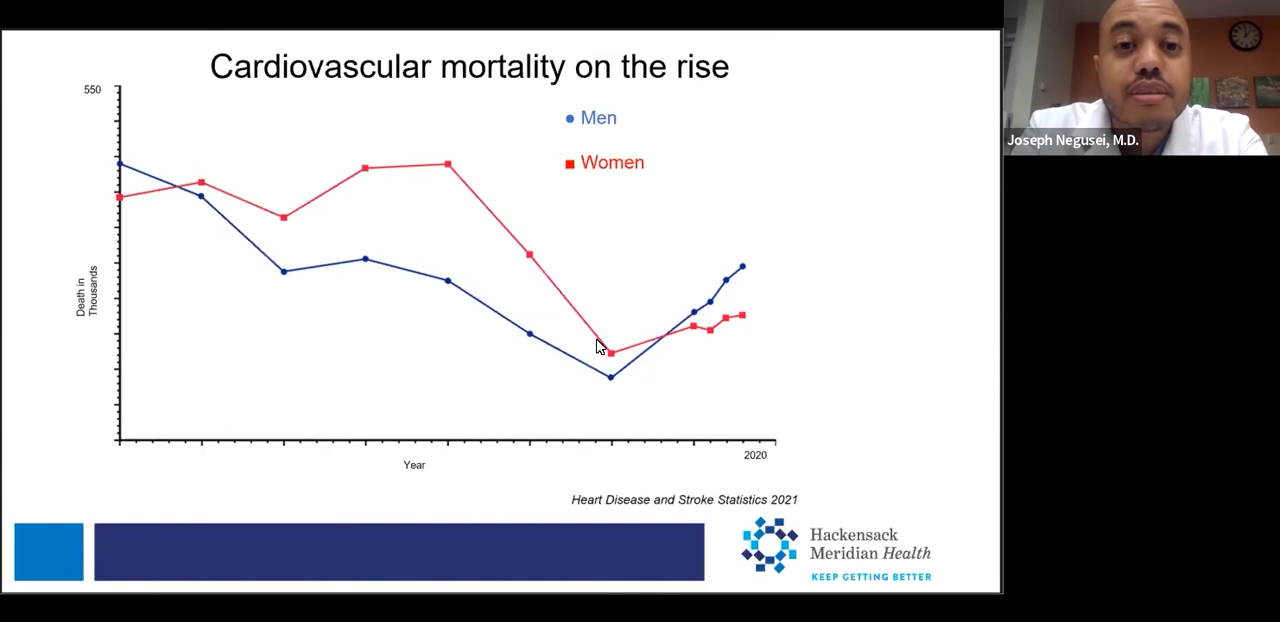 Cardiovascular mortality on the rise
550
Men
Women
Death in
Thousands
2020
Year
Heart Disease and Stroke Statistics 2021
Hackensack
Meridian Health
KEEP GETTING BETTER
Joseph Negusei, M.D.